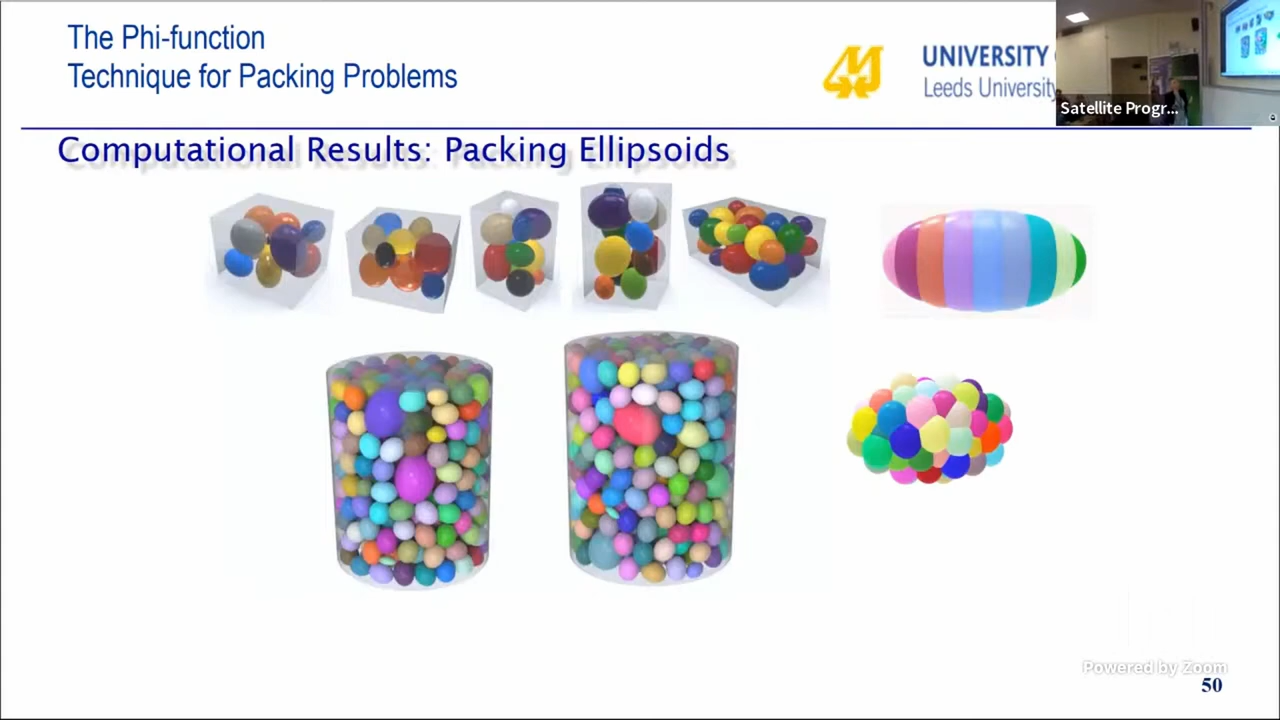 The Phi-function
Technique for Packing Problems
UNIVERSITY
Leeds University
Satellite Progr...
Computational Results: Packing Ellipsoids
Powered by Zoom
50